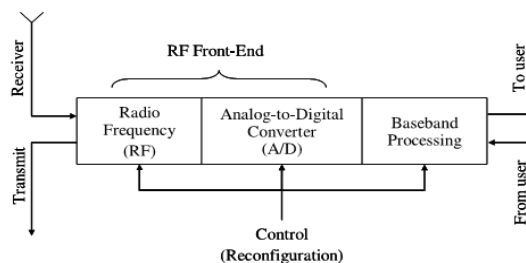 RF Front-End
Receiver
To user
Radio
Frequency
(RF)
Analog-to-Digital
Converter
(A/D)
Baseband
Processing
Transmit
From user
Control
(Reconfiguration)